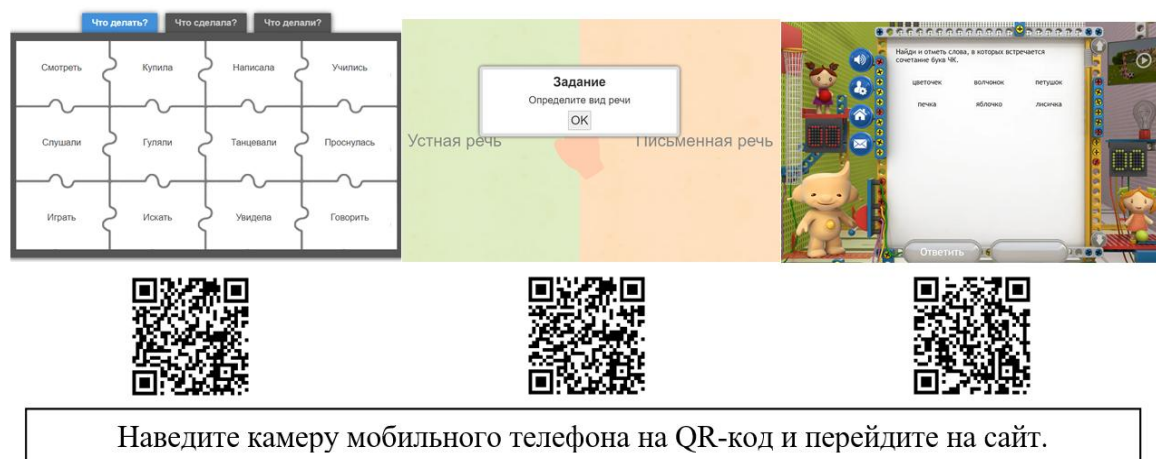 Что делать? Что сделала? Что делали?
Смотреть Купила Написала Учились
Слушали Гуляли Танцевали Проснулась
Играть Искать Увидела Говорить
Задание
Определите вид речи
OK
Устная речь Письменная речь
Найди и отметь слова, в которых встречается
сочетание букв ЧК.
цветочек волчонок петушок
печка яблочко лисичка
Ответить
Наведите камеру мобильного телефона на QR-код и перейдите на сайт.